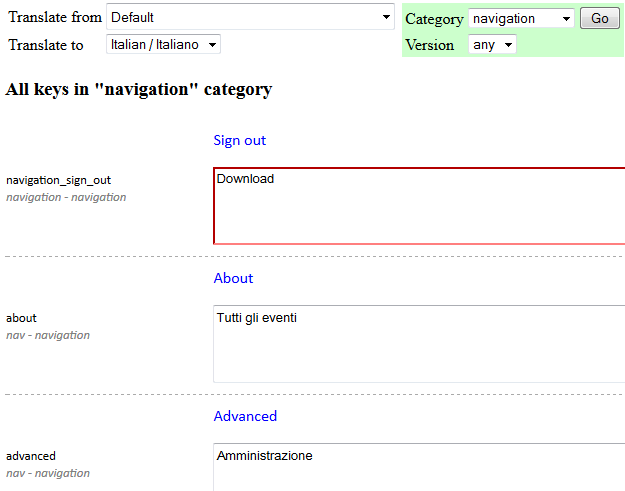 Translate from Default Category navigation Go
Translate to Italian / Italiano Version any
All keys in "navigation" category
Sign out
navigation_sign_out Download
navigation - navigation
About
about Tutti gli eventi
nav - navigation
Advanced
advanced Amministrazione
nav - navigation